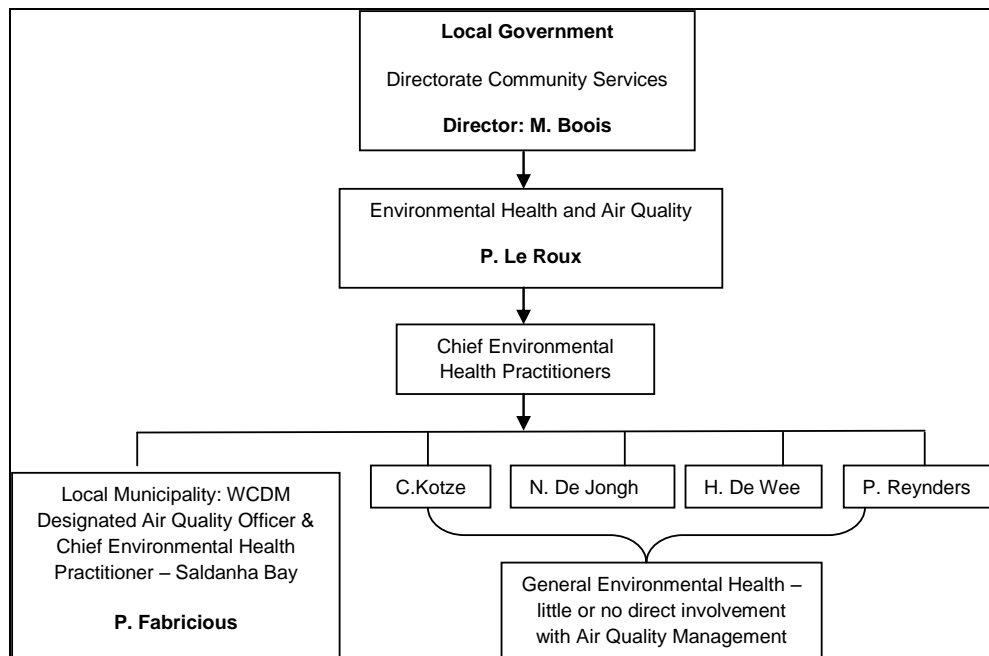 Local Government
Directorate Community Services
Director: M. Boois
Environmental Health and Air Quality
P. Le Roux
Chief Environmental
Health Practitioners
Local Municipality: WCDM
Designated Air Quality Officer &
Chief Environmental Health
Practitioner – Saldanha Bay
P. Fabricious
C.Kotze
N. De Jongh
H. De Wee
P. Reynders
General Environmental Health –
little or no direct involvement
with Air Quality Management